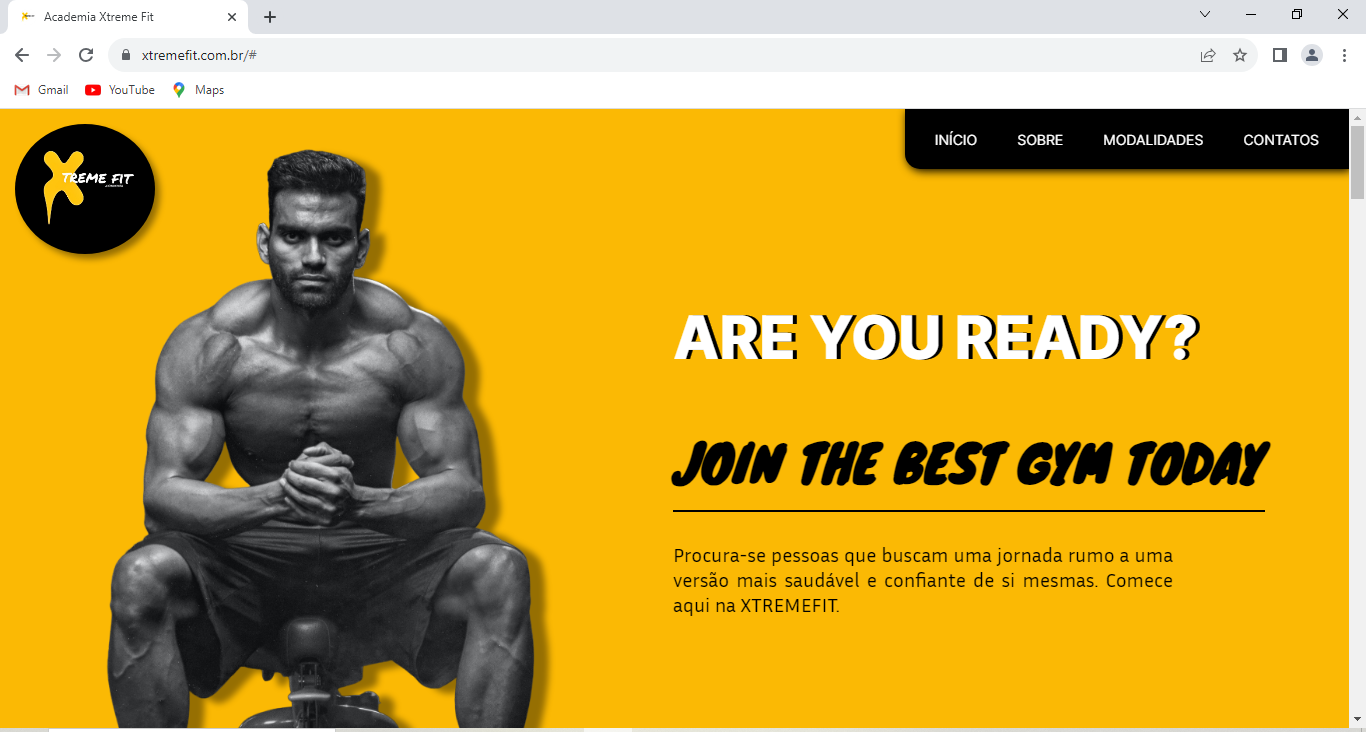 Academia Xtreme Fit
xtremefit.com.br/#
Gmail
YouTube
Maps
TREME FIT
INÍCIO
SOBRE
MODALIDADES
CONTATOS
ARE YOU READY?
JOIN THE BEST GYM TODAY
Procura-se pessoas que buscam uma jornada rumo a uma
versão mais saudável e confiante de si mesmas. Comece
aqui na XTREMEFIT.